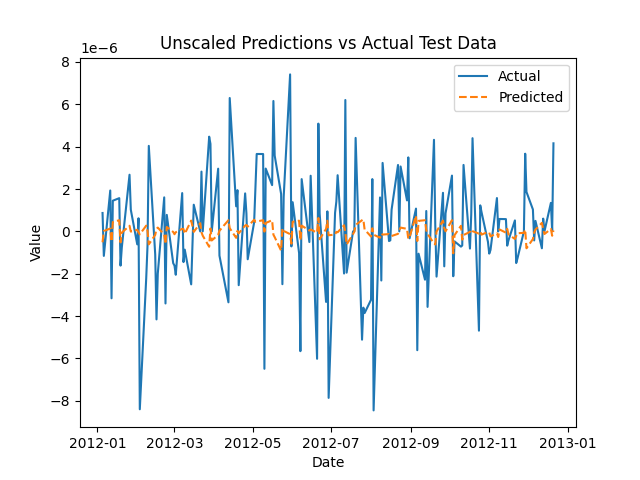 Unscaled Predictions vs Actual Test Data
1e−6
8
6
4
2
0
−2
−4
−6
−8
Value
Actual
Predicted
2012-01 2012-03 2012-05 2012-07 2012-09 2012-11 2013-01
Date